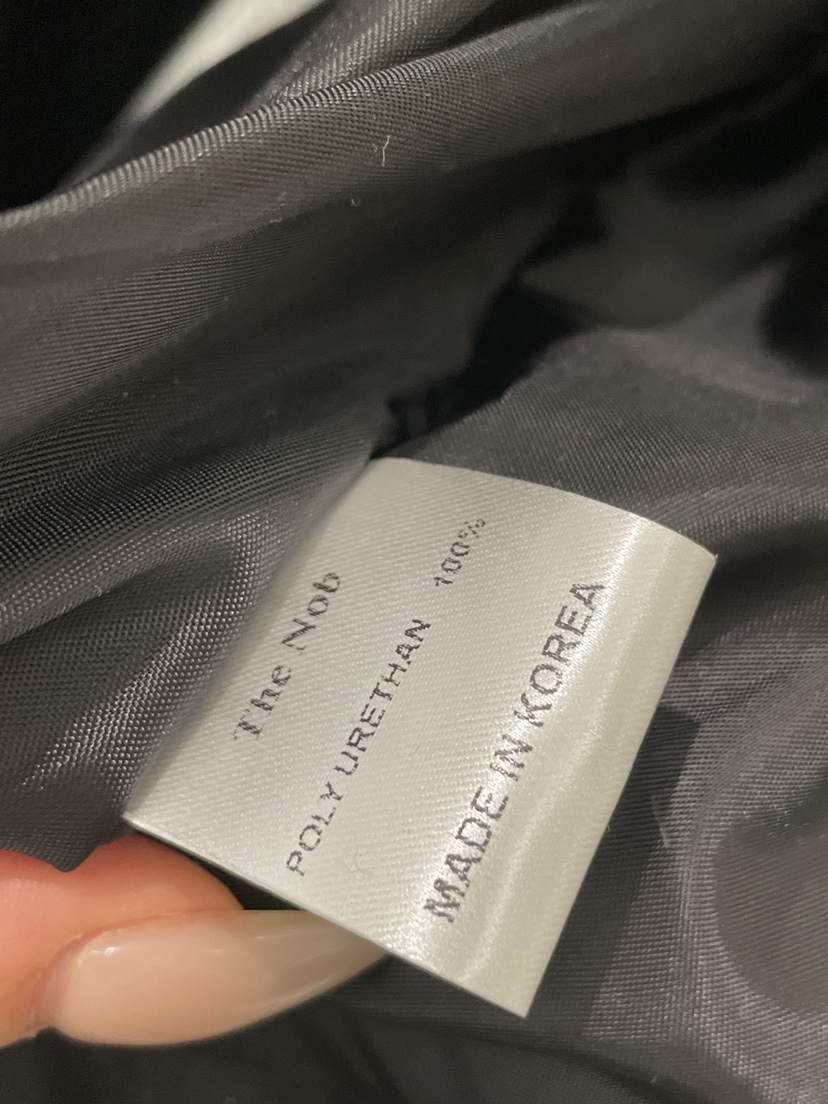 The Nob
POLY URETHAN 100%
MADE IN KOREA